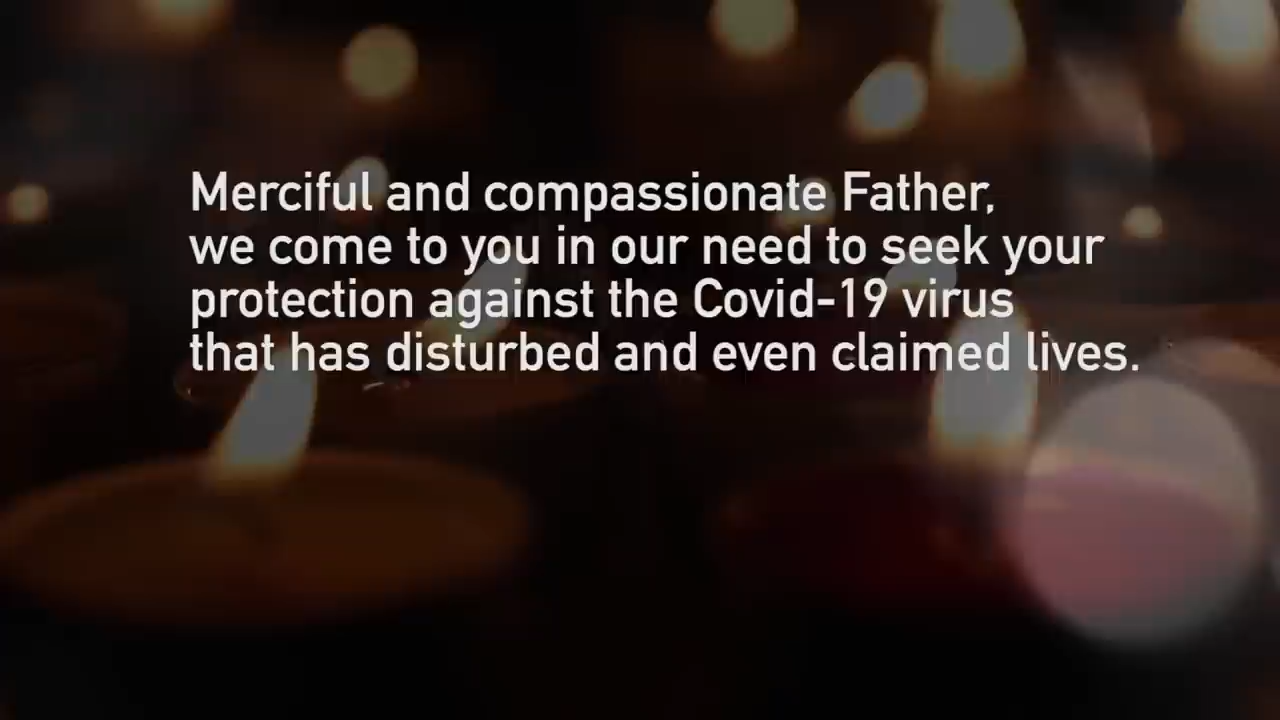 Merciful and compassionate Father,
we come to you in our need to seek your
protection against the Covid-19 virus
that has disturbed and even claimed lives.